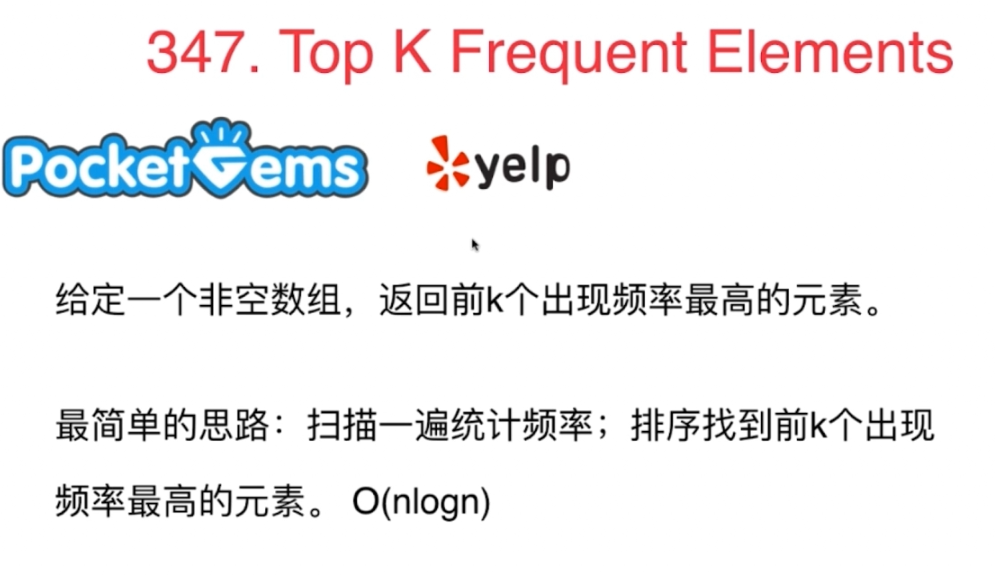 347. Top K Frequent Elements
PocketGems
yelp
给定一个非空数组，返回前k个出现频率最高的元素。
最简单的思路：扫描一遍统计频率；排序找到前k个出现
频率最高的元素。 O(nlogn)